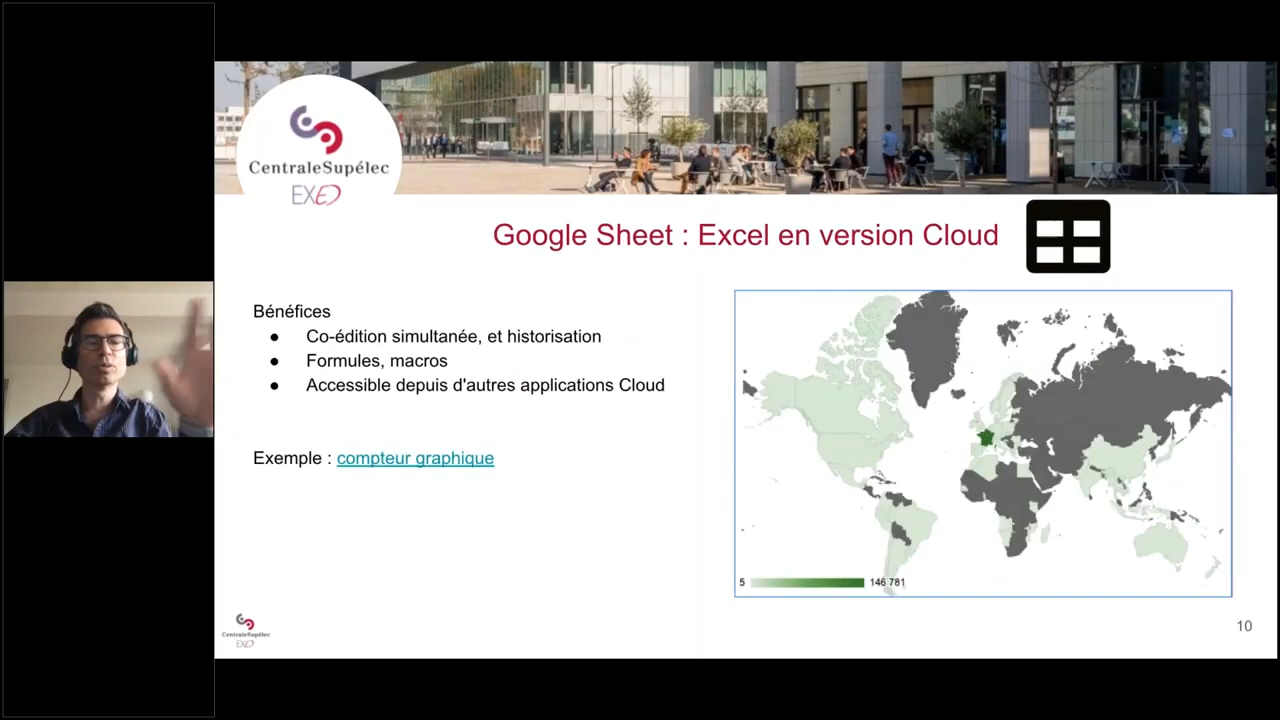 CentraleSupélec
EXED
Google Sheet : Excel en version Cloud
Bénéfices
● Co-édition simultanée, et historisation
● Formules, macros
● Accessible depuis d'autres applications Cloud
Exemple : compteur graphique
5
146 781
CentraleSupélec
EXED
10